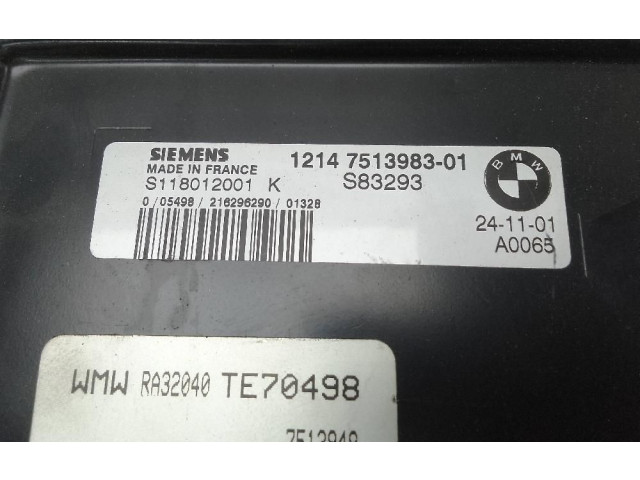 SIEMENS 1214 7513983-01 BMW
MADE IN FRANCE
S118012001 K S83293
0 / 05498 / 216296290 / 01328
24-11-01
A0065
WMW RA32040 TE70498